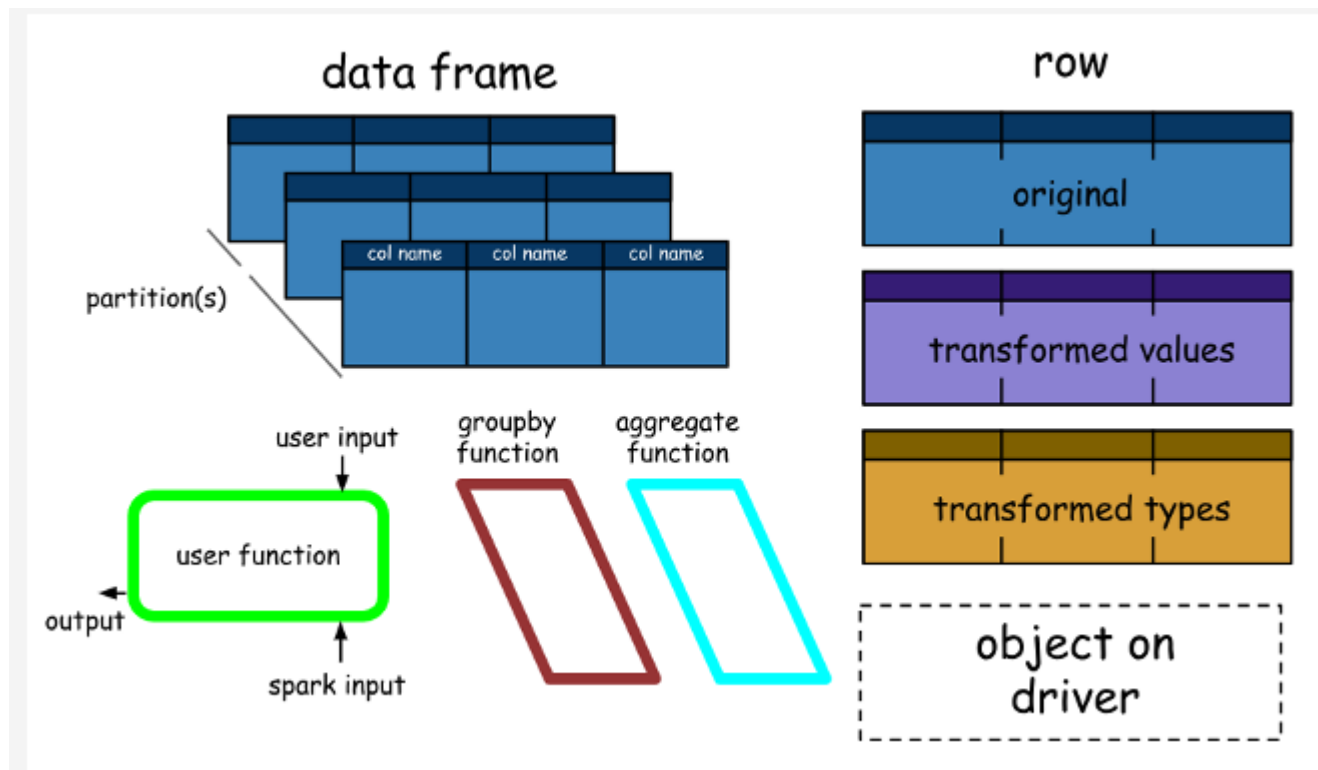 data frame
col name col name col name
partition(s)
user input
user function
output
spark input
groupby
function
aggregate
function
row
original
transformed values
transformed types
object on
driver